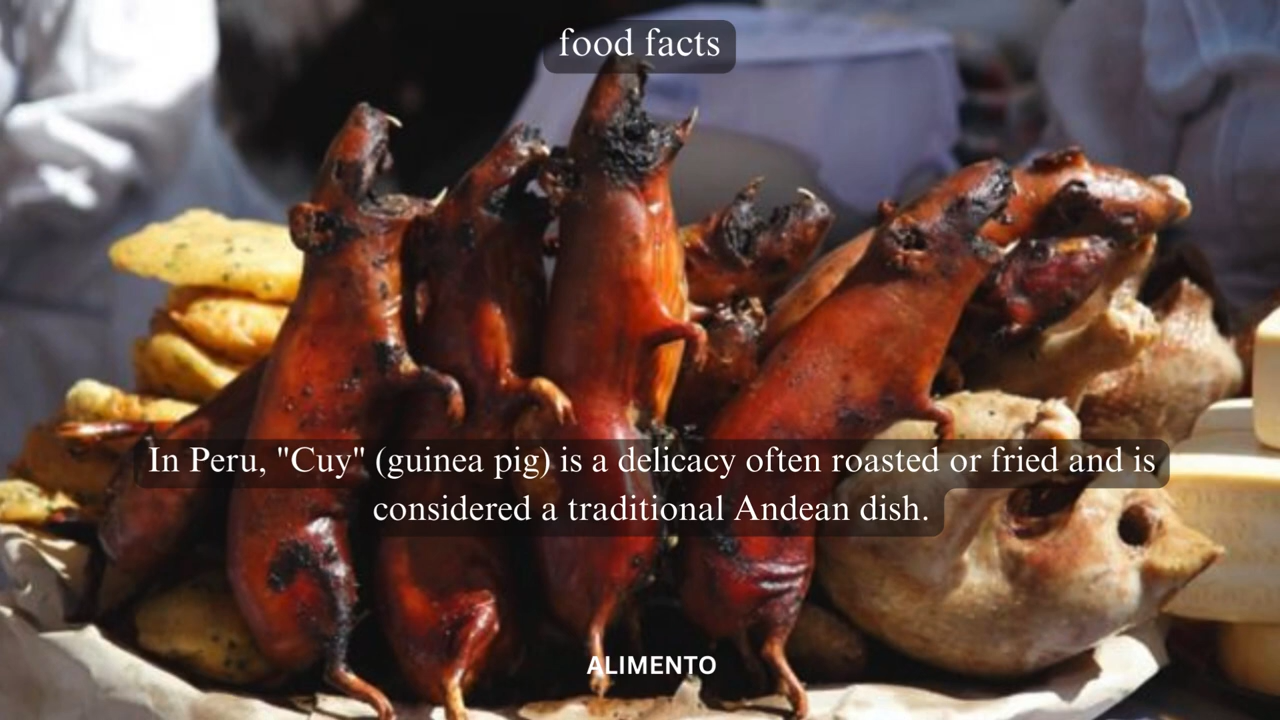 food facts
In Peru, "Cuy" (guinea pig) is a delicacy often roasted or fried and is
considered a traditional Andean dish.
ALIMENTO